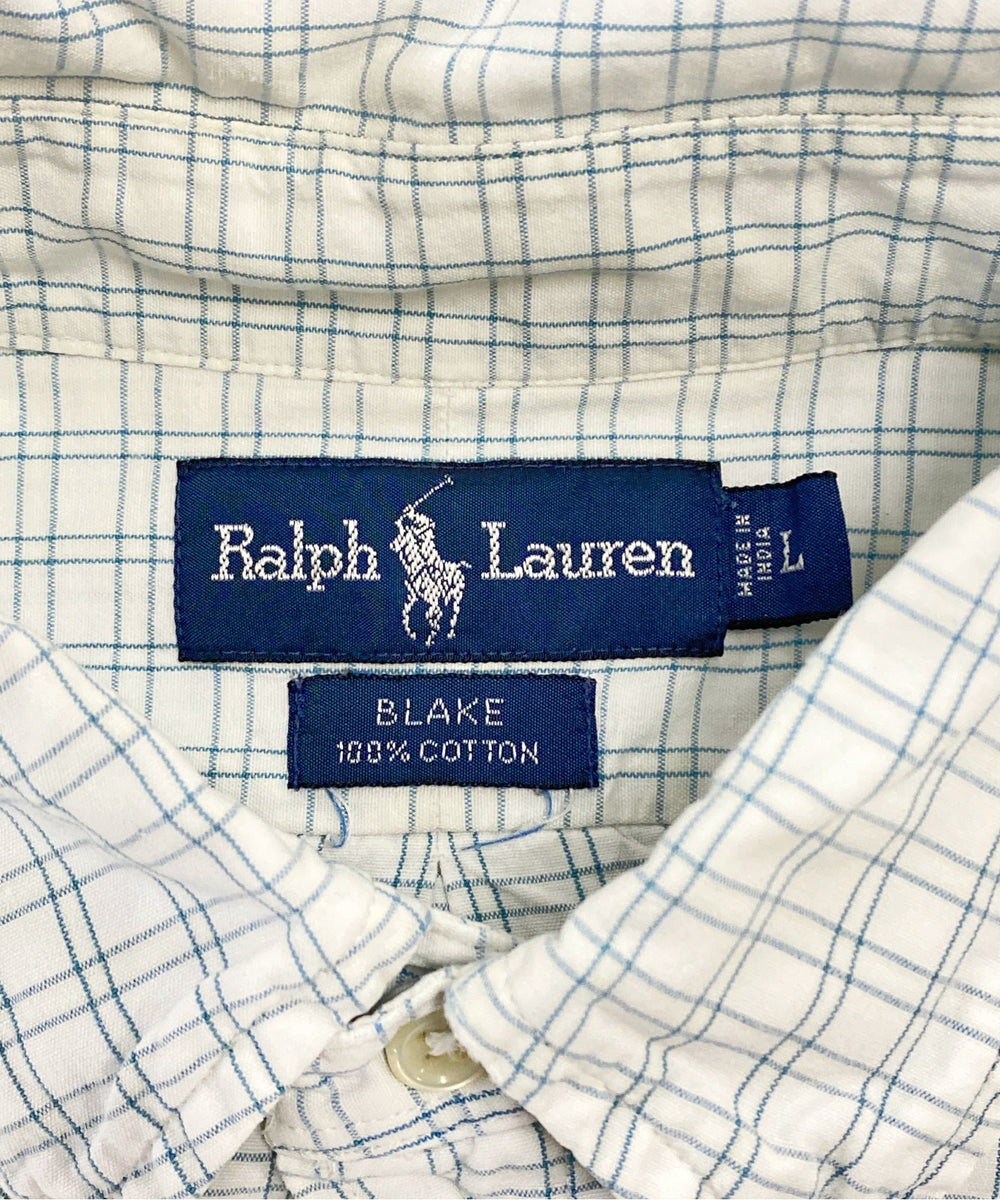 Ralph Lauren
MADE IN
INDIA
L
BLAKE
100% COTTON